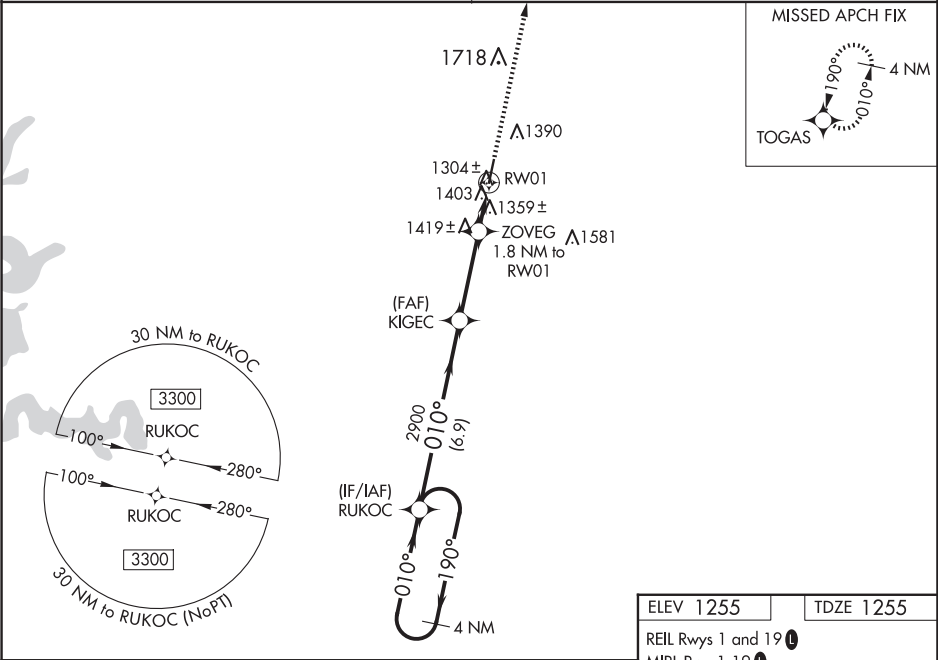 MISSED APCH FIX
190°
010°
4 NM
TOGAS
1718
1390
1304±
RW01
1403
1359±
1419±
ZOVEG
1.8 NM to
RW01
1581
(FAF)
KIGEC
2900
010°
(6.9)
(IF/IAF)
RUKOC
010°
190°
4 NM
30 NM to RUKOC
3300
RUKOC
100°
280°
100°
280°
RUKOC
3300
30 NM to RUKOC (NoPT)
ELEV 1255
TDZE 1255
REIL Rwys 1 and 19 L